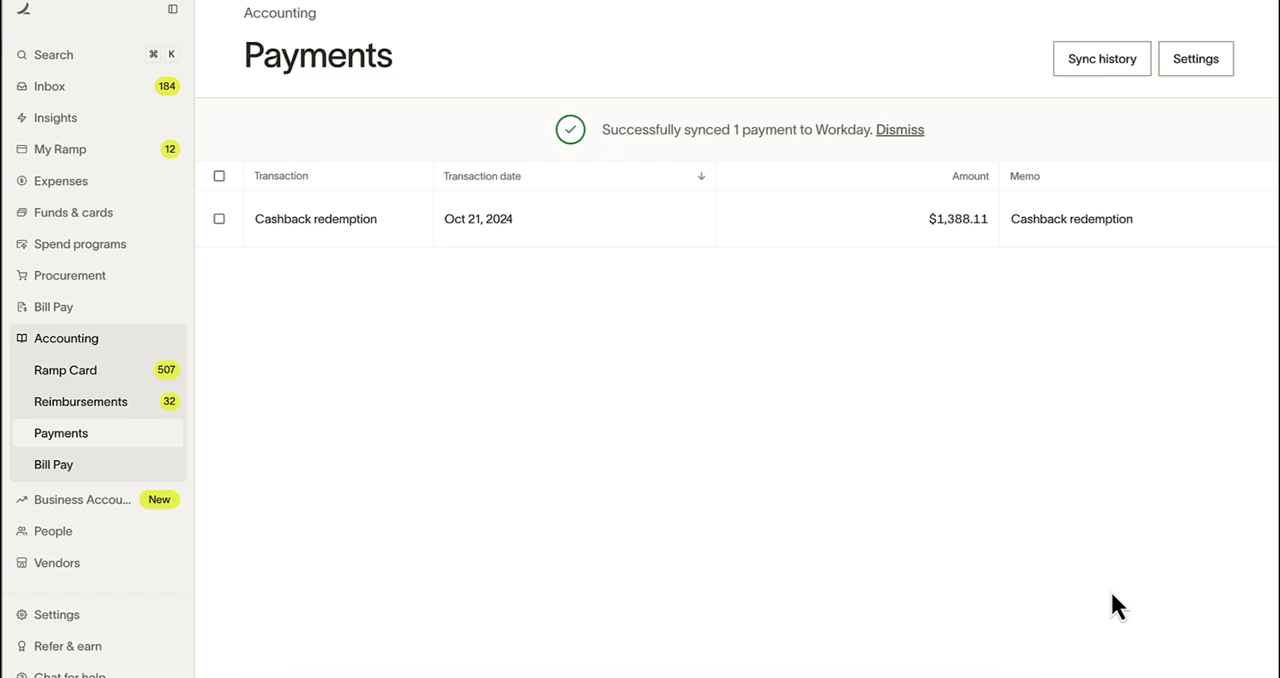 Search ⌘ K
Inbox 184
Insights
My Ramp 12
Expenses
Funds & cards
Spend programs
Procurement
Bill Pay
Accounting
Ramp Card 507
Reimbursements 32
Payments
Bill Pay
Business Accou... New
People
Vendors
Settings
Refer & earn
Chat for help
Accounting
Payments
Sync history
Settings
Successfully synced 1 payment to Workday. Dismiss
Transaction Transaction date Amount Memo
Cashback redemption Oct 21, 2024 $1,388.11 Cashback redemption